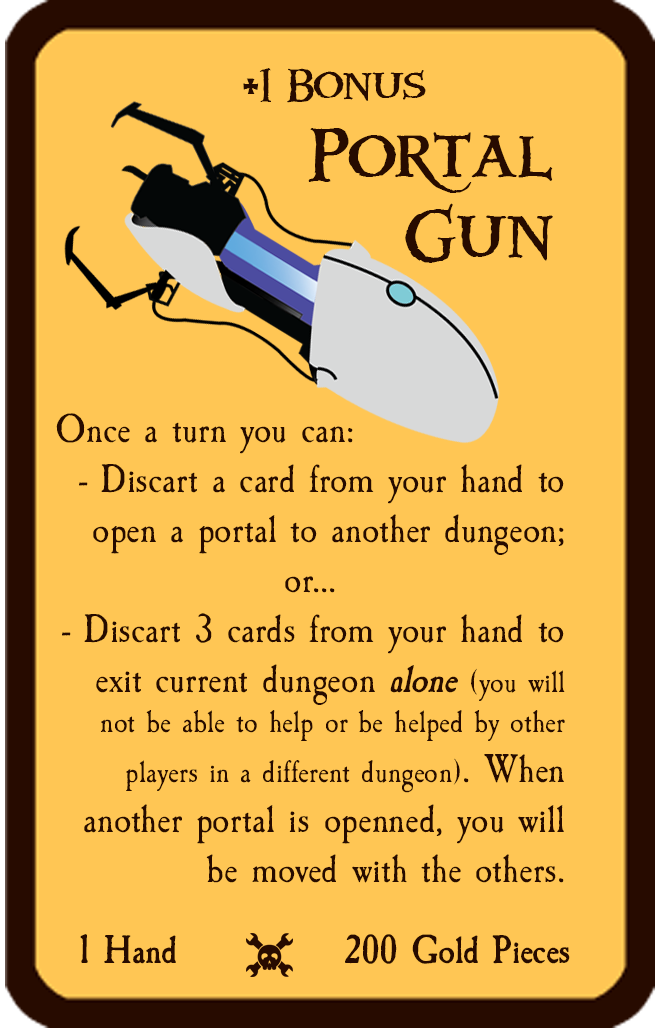 +1 Bonus
Portal
Gun
Once a turn you can:
- Discart a card from your hand to
open a portal to another dungeon;
or...
- Discart 3 cards from your hand to
exit current dungeon alone (you will
not be able to help or be helped by other
players in a different dungeon). When
another portal is openned, you will
be moved with the others.
1 Hand 200 Gold Pieces